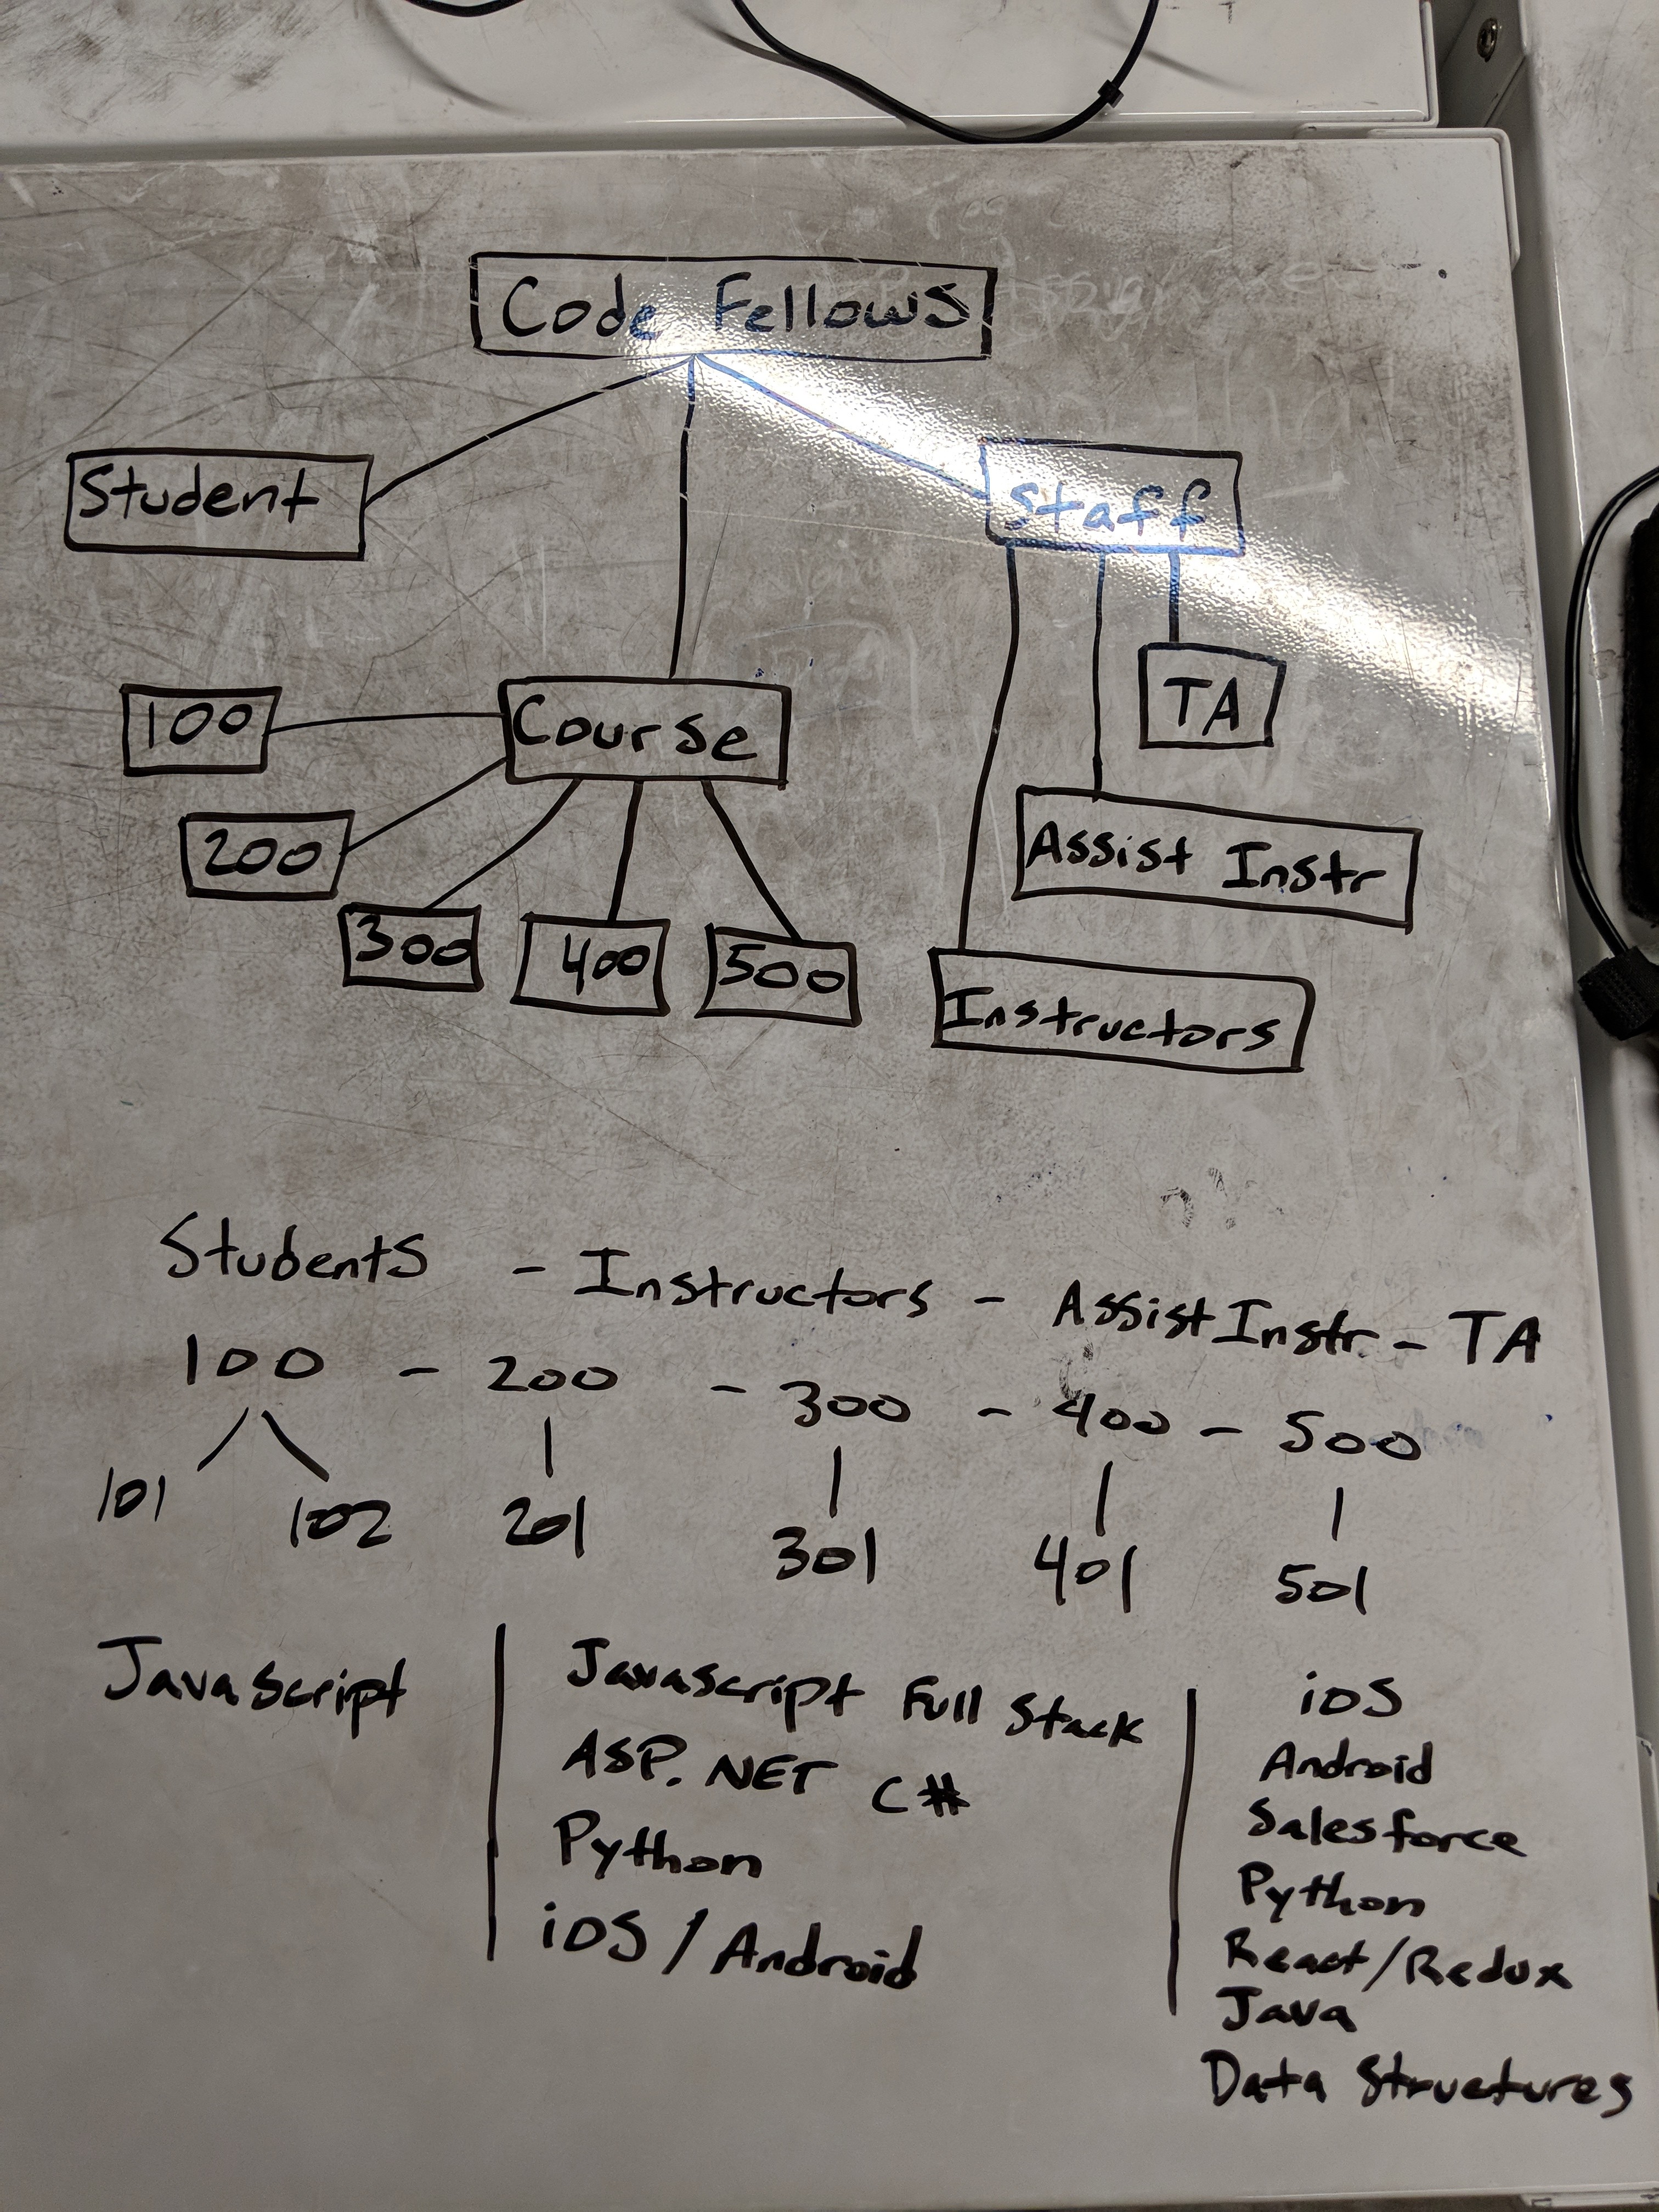 Code Fellows
Student
Staff
TA
100
Course
200
Assist Instr
300
400
500
Instructors
Students - Instructors - Assist Instr - TA
100 - 200 - 300 - 400 - 500
101
102
201
301
401
501
JavaScript
Javascript Full Stack
ASP. NET C#
Python
iOS / Android
iOS
Android
Salesforce
Python
React/Redux
Java
Data Structures